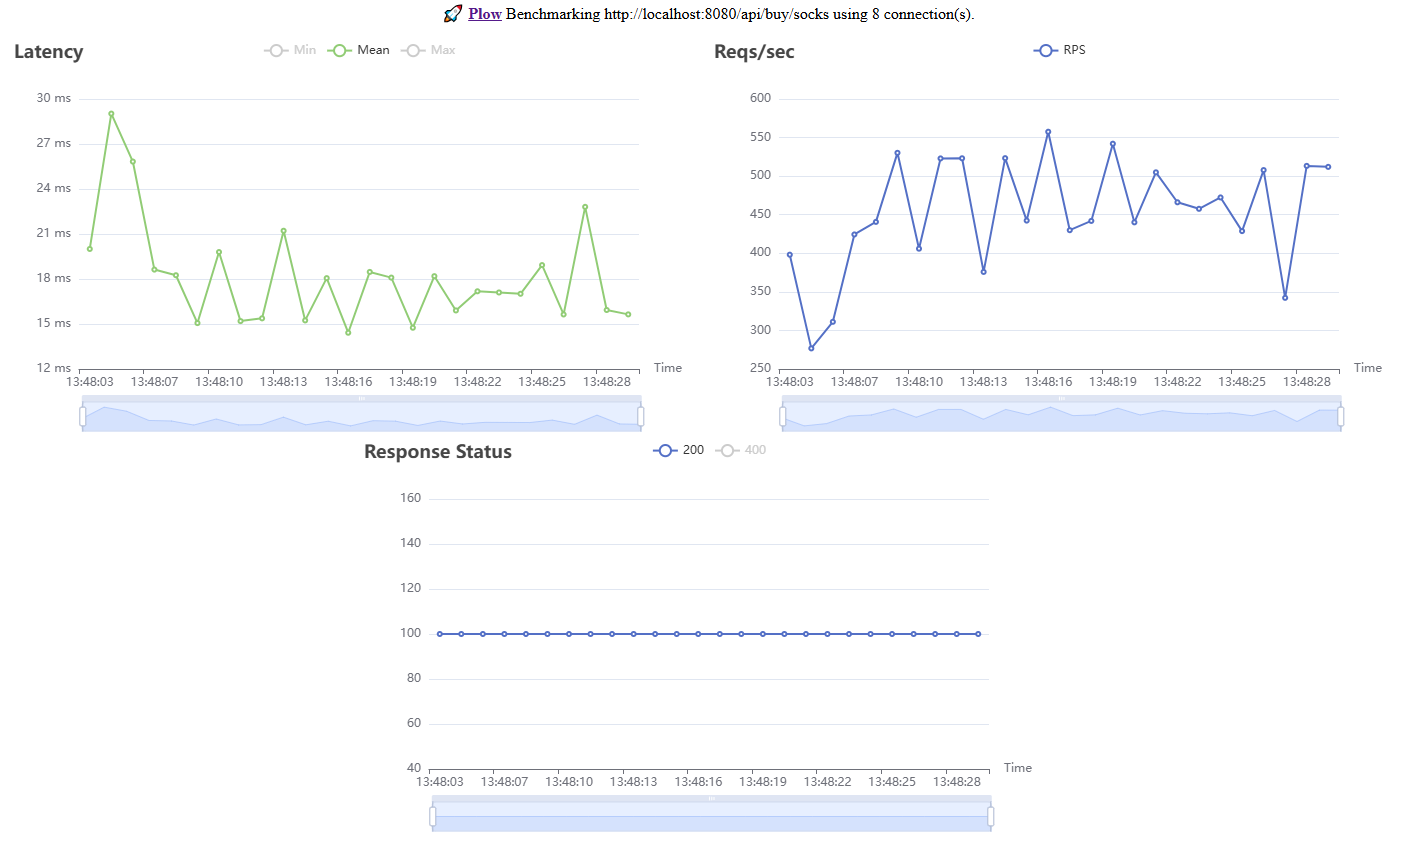 🚀 Plow Benchmarking http://localhost:8080/api/buy/socks using 8 connection(s).
Latency
Min Mean Max
30 ms
27 ms
24 ms
21 ms
18 ms
15 ms
12 ms
13:48:03 13:48:07 13:48:10 13:48:13 13:48:16 13:48:19 13:48:22 13:48:25 13:48:28
Time
Reqs/sec
RPS
600
550
500
450
400
350
300
250
13:48:03 13:48:07 13:48:10 13:48:13 13:48:16 13:48:19 13:48:22 13:48:25 13:48:28
Time
Response Status
200 400
160
140
120
100
80
60
40
13:48:03 13:48:07 13:48:10 13:48:13 13:48:16 13:48:19 13:48:22 13:48:25 13:48:28
Time